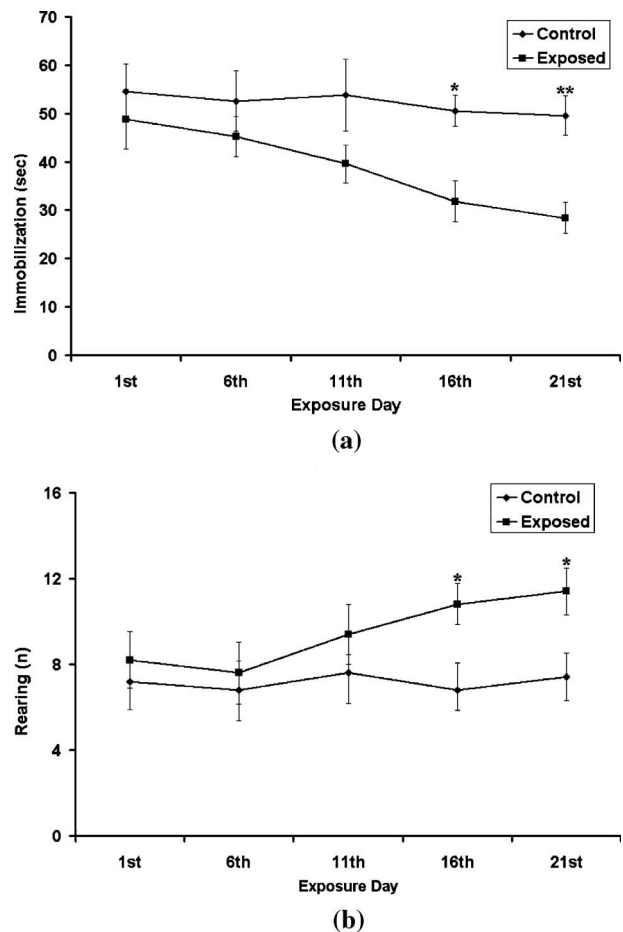 Control
Exposed
70
60
50
40
30
20
10
0
Immobilization (sec)
*
**
1st 6th 11th 16th 21st
Exposure Day
(a)
Control
Exposed
16
12
8
4
0
Rearing (n)
*
*
1st 6th 11th 16th 21st
Exposure Day
(b)